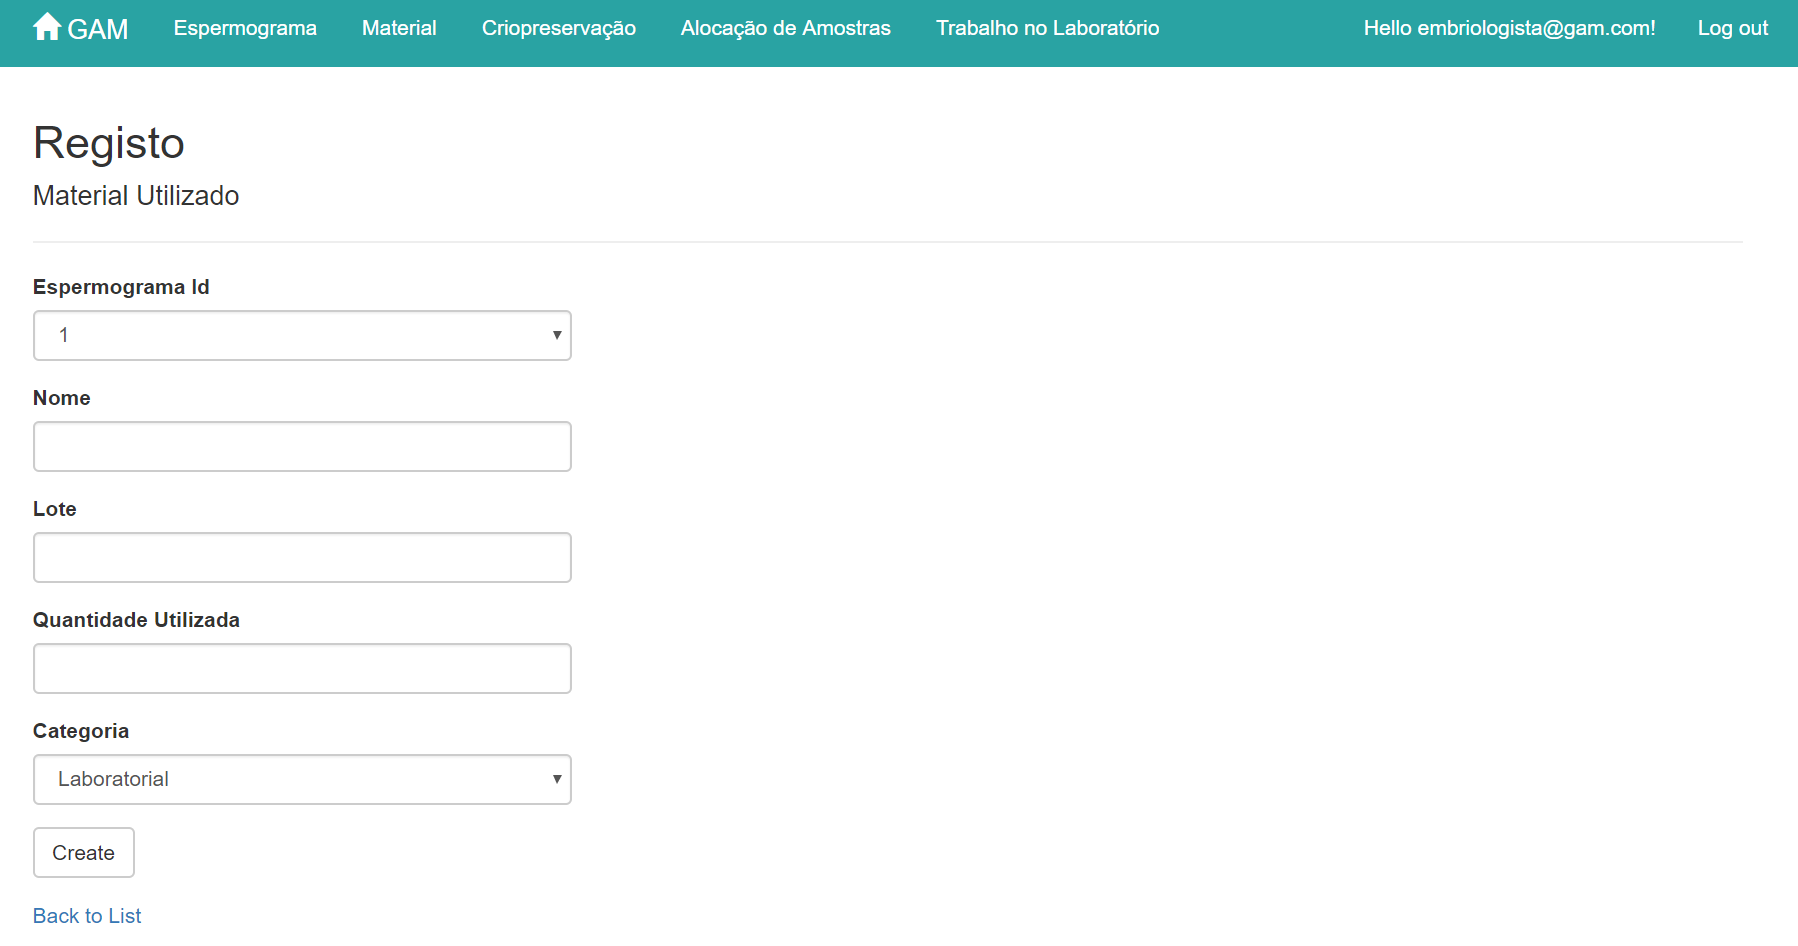 GAM Espermograma Material Criopreservação Alocação de Amostras Trabalho no Laboratório Hello embriologista@gam.com! Log out
Registo
Material Utilizado
Espermograma Id
1
Nome
Lote
Quantidade Utilizada
Categoria
Laboratorial
Create
Back to List